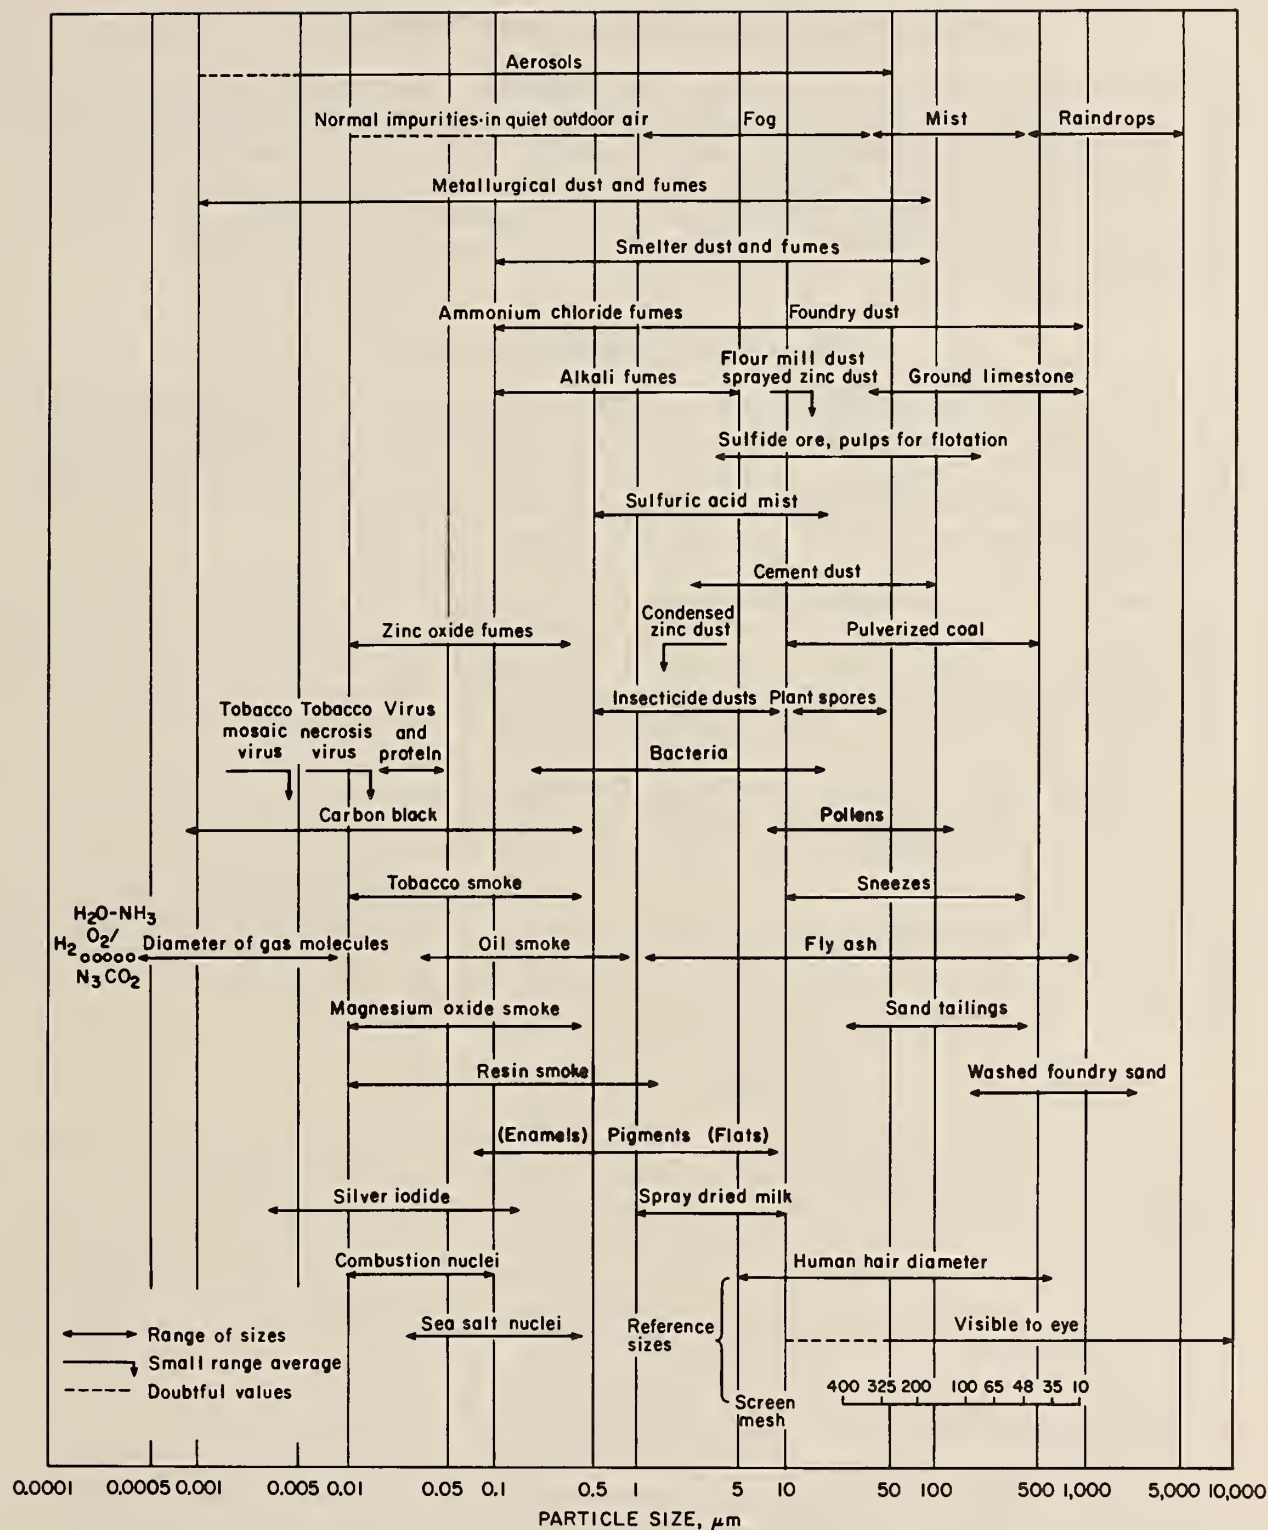 Aerosols
Normal impurities in quiet outdoor air Fog Mist Raindrops
Metallurgical dust and fumes
Smelter dust and fumes
Ammonium chloride fumes Foundry dust
Flour mill dust
Alkali fumes sprayed zinc dust Ground limestone
Sulfide ore, pulps for flotation
Sulfuric acid mist
Cement dust
Condensed
Zinc oxide fumes zinc dust Pulverized coal
Insecticide dusts Plant spores
Tobacco Tobacco Virus
mosaic necrosis and
virus virus protein
Bacteria
Carbon black Pollens
Tobacco smoke Sneezes
H2O-NH3
H2 O2/ Diameter of gas molecules Oil smoke Fly ash
N3 CO2
Magnesium oxide smoke Sand tailings
Resin smoke Washed foundry sand
(Enamels) Pigments (Flats)
Silver iodide Spray dried milk
Combustion nuclei Human hair diameter
Sea salt nuclei Reference
sizes
Visible to eye
Range of sizes
Small range average
Doubtful values
400 325 200 100 65 48 35 10
Screen
mesh
0.0001 0.0005 0.001 0.005 0.01 0.05 0.1 0.5 1 5 10 50 100 500 1,000 5,000 10,000
PARTICLE SIZE, μm